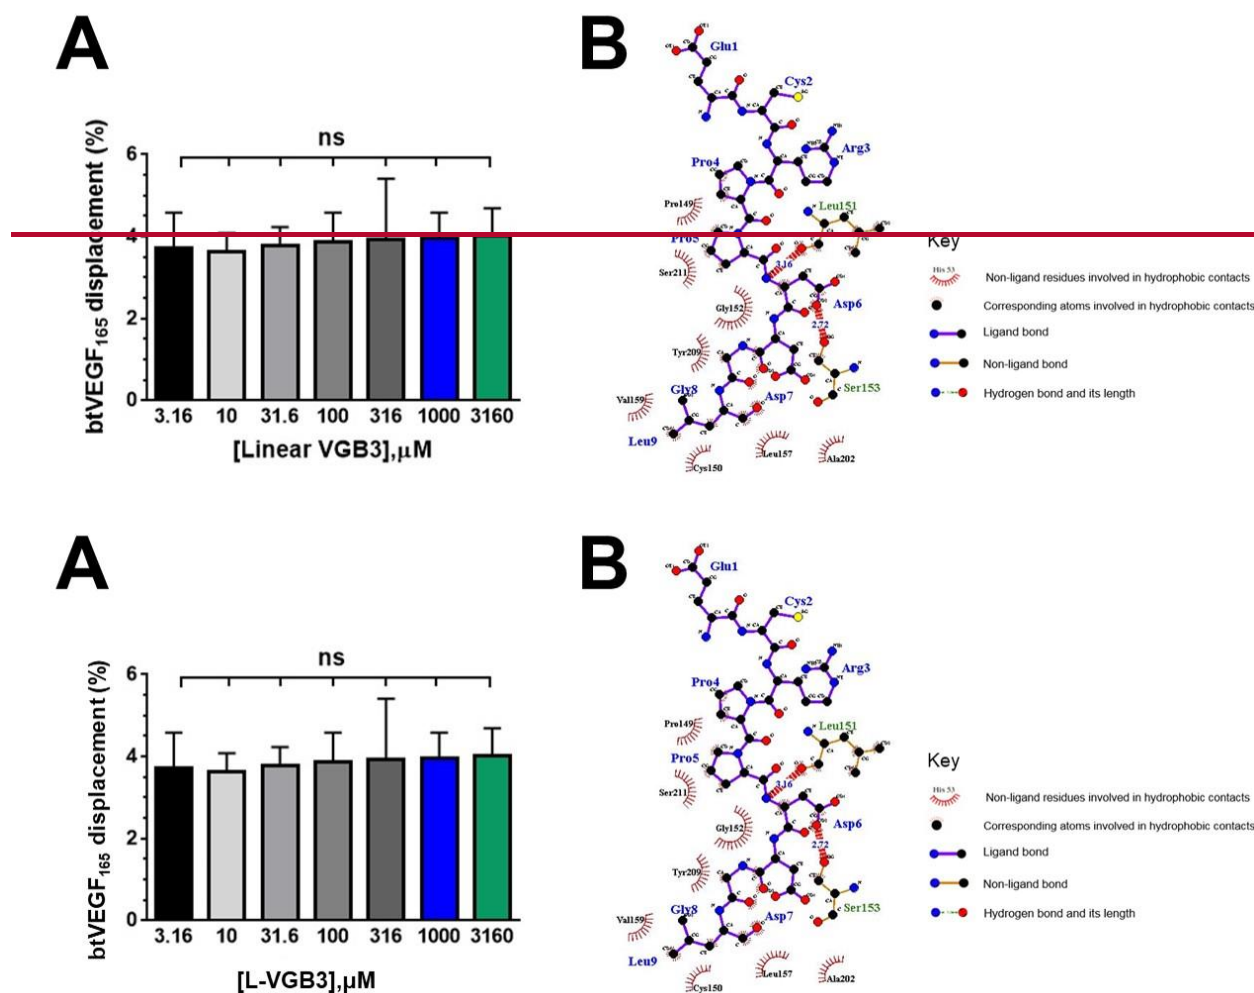 A
B
btVEGF165 displacement (%)
ns
6
4
2
0
3.16 10 31.6 100 316 1000 3160
[Linear VGB3],μM
Glu1
Cys2
Arg3
Pro4
Leu151
Pro149
Pro5
Ser211
3.16
Gly152
Asp6
2.72
Tyr209
Ser153
Gly8
Asp7
Val159
Leu9
Leu157
Ala202
Cys150
Key
His 53
Non-ligand residues involved in hydrophobic contacts
Corresponding atoms involved in hydrophobic contacts
Ligand bond
Non-ligand bond
Hydrogen bond and its length
A
B
btVEGF165 displacement (%)
ns
6
4
2
0
3.16 10 31.6 100 316 1000 3160
[L-VGB3],μM
Glu1
Cys2
Arg3
Pro4
Leu151
Pro149
Pro5
Ser211
3.16
Gly152
Asp6
2.72
Tyr209
Ser153
Gly8
Asp7
Val159
Leu9
Leu157
Ala202
Cys150
Key
His 53
Non-ligand residues involved in hydrophobic contacts
Corresponding atoms involved in hydrophobic contacts
Ligand bond
Non-ligand bond
Hydrogen bond and its length